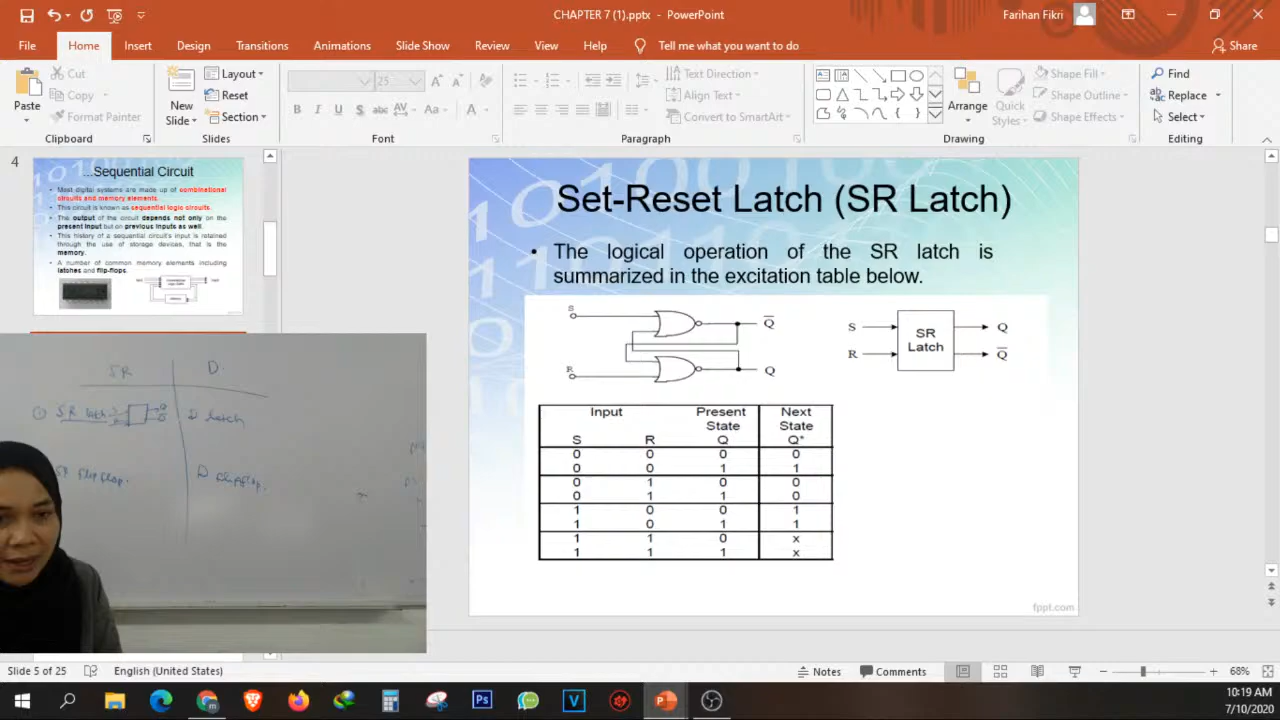 CHAPTER 7 (1).pptx - PowerPoint
Farihan Fikri
File Home Insert Design Transitions Animations Slide Show Review View Help Tell me what you want to do Share
Paste
Cut
Copy
Format Painter
Clipboard
New Slide
Layout
Reset
Section
Slides
25
B I U S abc AV Aa A
Font
Text Direction
Align Text
Convert to SmartArt
Paragraph
Arrange
Quick Styles
Shape Fill
Shape Outline
Shape Effects
Drawing
Find
Replace
Select
Editing
4
...Sequential Circuit
• Most digital systems are made up of combinational
circuits and memory elements.
• This circuit is known as sequential logic circuits.
• The output of the circuit depends not only on the
present input but on previous inputs as well.
• This history of a sequential circuit's input is retained
through the use of storage devices, that is the
memory.
• A number of common memory elements including
latches and flip-flops.
SR D
① SR latch D latch
SR flip flop. D flipflop.
Set-Reset Latch (SR Latch)
• The logical operation of the SR latch is
summarized in the excitation table below.
S Q̅
R Q
S SR Q
R Latch Q̅
Input Present Next
State State
S R Q Q*
0 0 0 0
0 0 1 1
0 1 0 0
0 1 1 0
1 0 0 1
1 0 1 1
1 1 0 x
1 1 1 x
fppt.com
Slide 5 of 25 English (United States) Notes Comments 68%
10:19 AM
7/10/2020